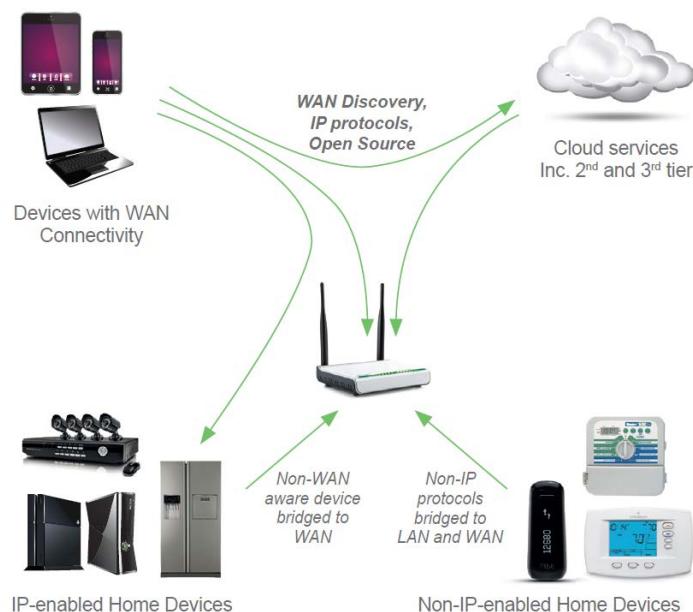 WAN Discovery,
IP protocols,
Open Source
Cloud services
Inc. 2nd and 3rd tier
Devices with WAN
Connectivity
Non-WAN
aware device
bridged to
WAN
Non-IP
protocols
bridged to
LAN and WAN
12680
IP-enabled Home Devices
Non-IP-enabled Home Devices